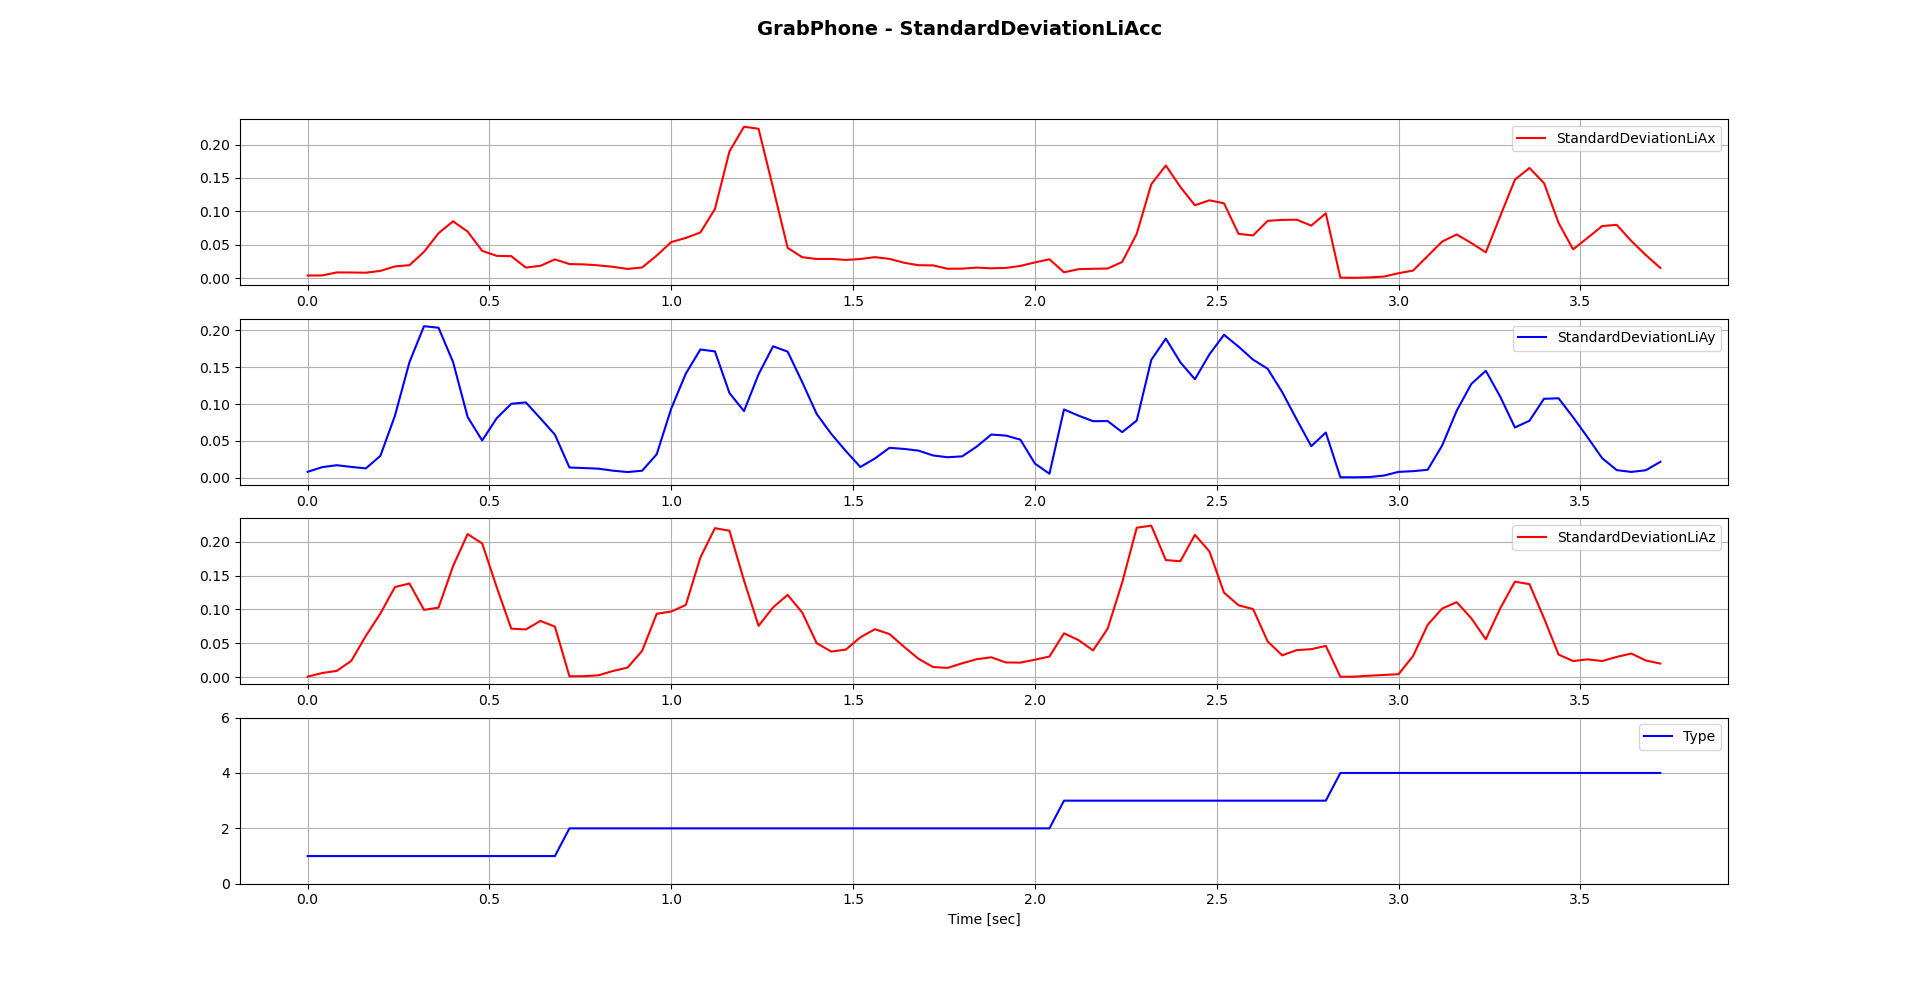 GrabPhone - StandardDeviationLiAcc
StandardDeviationLiAx
0.20
0.15
0.10
0.05
0.00
0.0 0.5 1.0 1.5 2.0 2.5 3.0 3.5
StandardDeviationLiAy
0.20
0.15
0.10
0.05
0.00
0.0 0.5 1.0 1.5 2.0 2.5 3.0 3.5
StandardDeviationLiAz
0.20
0.15
0.10
0.05
0.00
0.0 0.5 1.0 1.5 2.0 2.5 3.0 3.5
Type
6
4
2
0
0.0 0.5 1.0 1.5 2.0 2.5 3.0 3.5
Time [sec]